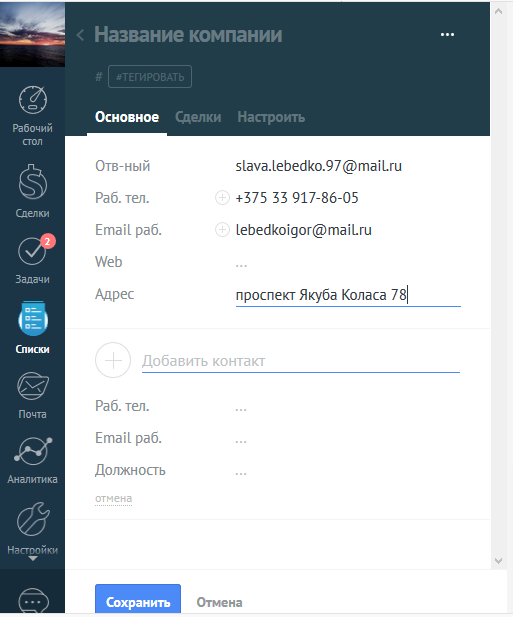 Название компании
...
# #ТЕГИРОВАТЬ
Основное Сделки Настроить
Отв-ный slava.lebedko.97@mail.ru
Раб. тел. +375 33 917-86-05
Email раб. lebedkoigor@mail.ru
Web ...
Адрес проспект Якуба Коласа 78
Добавить контакт
Раб. тел. ...
Email раб. ...
Должность ...
отмена
Сохранить Отмена
Рабочий
стол
Сделки
2
Задачи
Списки
Почта
Аналитика
Настройки